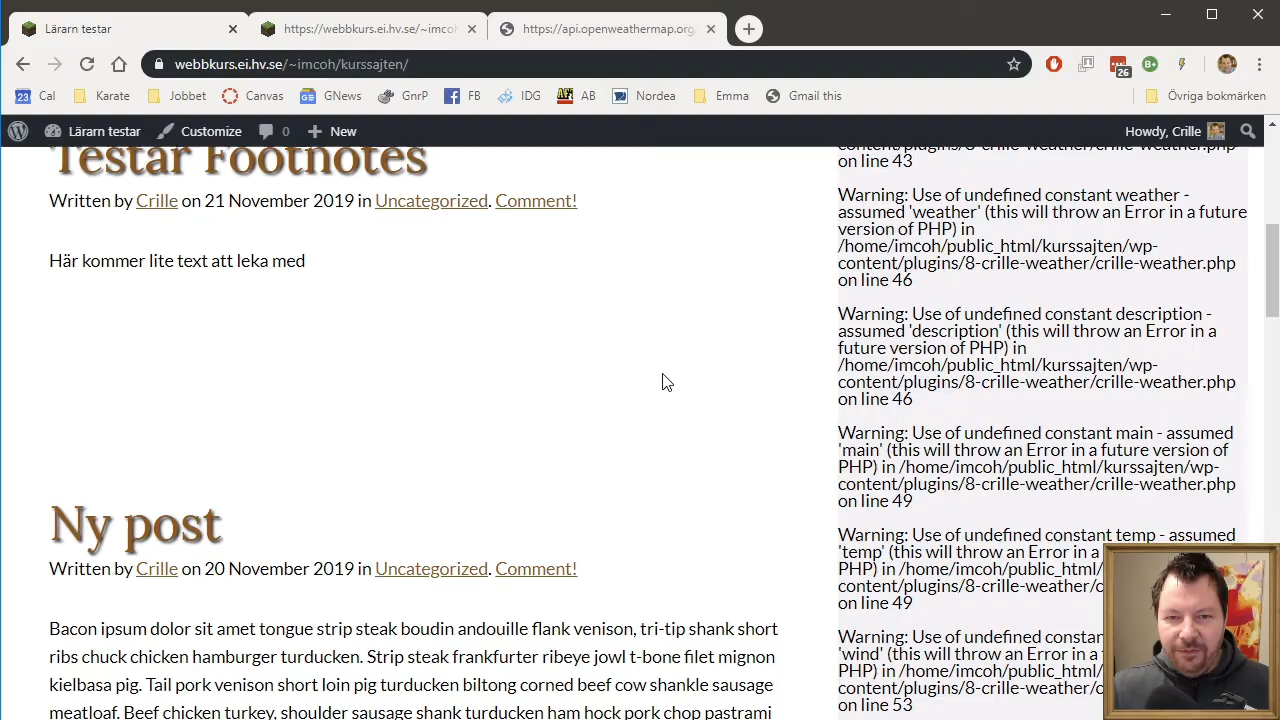 Lärarn testar
https://webbkurs.ei.hv.se/~imcoh
https://api.openweathermap.org
webbkurs.ei.hv.se/~imcoh/kurssajten/
26
23 Cal
Karate
Jobbet
Canvas
GNews
GnrP
FB
IDG
AB
Nordea
Emma
Gmail this
Övriga bokmärken
Lärarn testar
Customize
0
New
Howdy, Crille
Testar Footnotes
Written by Crille on 21 November 2019 in Uncategorized. Comment!
Här kommer lite text att leka med
Ny post
Written by Crille on 20 November 2019 in Uncategorized. Comment!
Bacon ipsum dolor sit amet tongue strip steak boudin andouille flank venison, tri-tip shank short
ribs chuck chicken hamburger turducken. Strip steak frankfurter ribeye jowl t-bone filet mignon
kielbasa pig. Tail pork venison short loin pig turducken biltong corned beef cow shankle sausage
meatloaf. Beef chicken turkey, shoulder sausage shank turducken ham hock pork chop pastrami
content/plugins/8-crille-weather/crille-weather.php
on line 43
Warning: Use of undefined constant weather -
assumed 'weather' (this will throw an Error in a future
version of PHP) in
/home/imcoh/public_html/kurssajten/wp-
content/plugins/8-crille-weather/crille-weather.php
on line 46
Warning: Use of undefined constant description -
assumed 'description' (this will throw an Error in a
future version of PHP) in
/home/imcoh/public_html/kurssajten/wp-
content/plugins/8-crille-weather/crille-weather.php
on line 46
Warning: Use of undefined constant main - assumed
'main' (this will throw an Error in a future version of
PHP) in /home/imcoh/public_html/kurssajten/wp-
content/plugins/8-crille-weather/crille-weather.php
on line 49
Warning: Use of undefined constant temp - assumed
'temp' (this will throw an Error in a
PHP) in /home/imcoh/public_html/
content/plugins/8-crille-weather/c
on line 49
Warning: Use of undefined constan
'wind' (this will throw an Error in a
PHP) in /home/imcoh/public_html/
content/plugins/8-crille-weather/c
on line 53